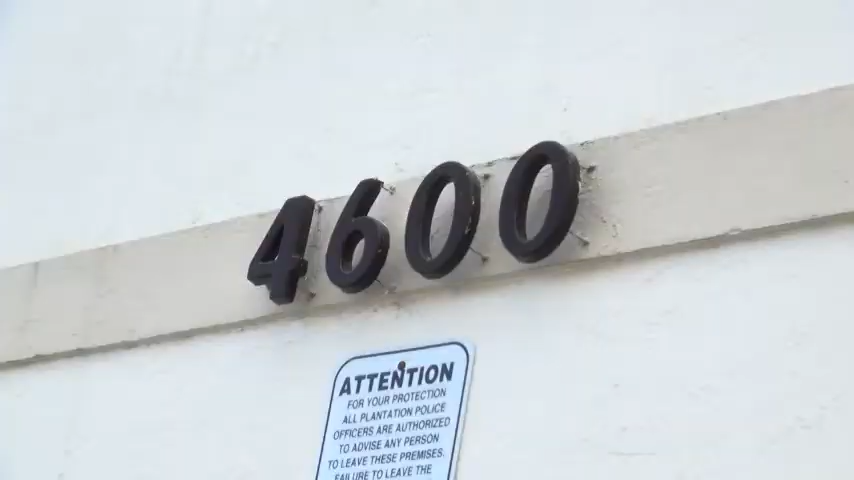 4600
ATTENTION
FOR YOUR PROTECTION
ALL PLANTATION POLICE
OFFICERS ARE AUTHORIZED
TO ADVISE ANY PERSON
TO LEAVE THESE PREMISES.
FAILURE TO LEAVE THE